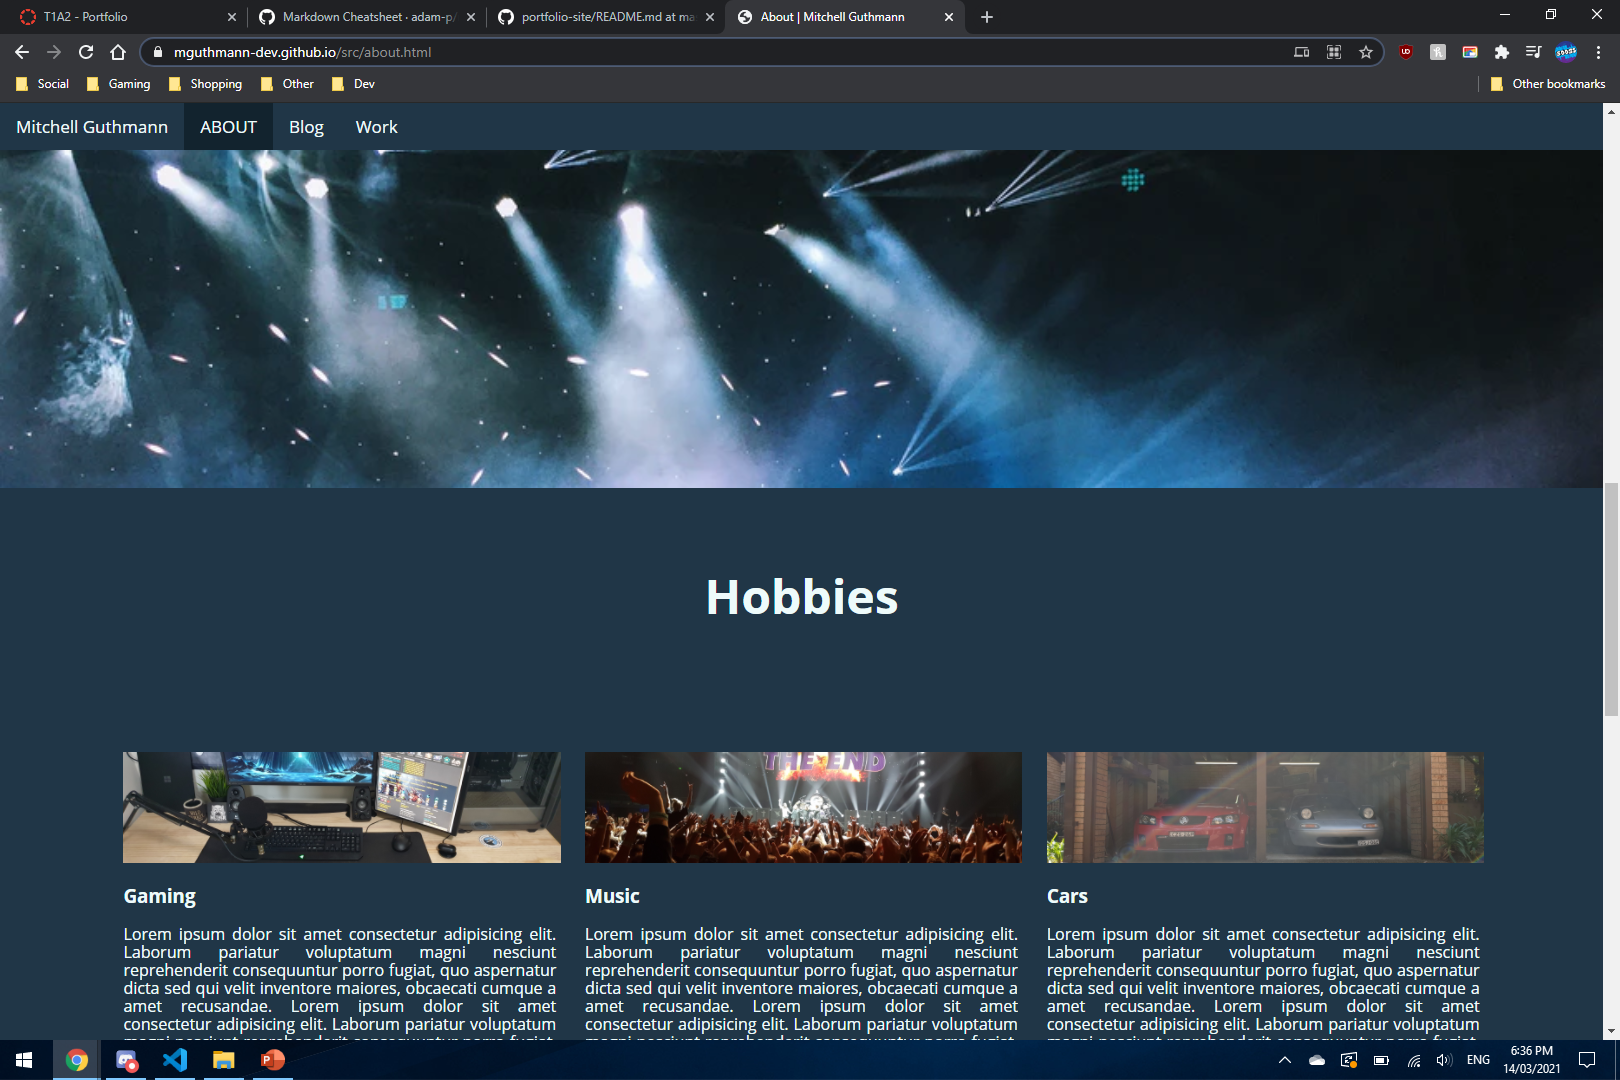 T1A2 - Portfolio
Markdown Cheatsheet · adam-p/
portfolio-site/README.md at ma
About | Mitchell Guthmann
mguthmann-dev.github.io/src/about.html
Social
Gaming
Shopping
Other
Dev
Other bookmarks
Mitchell Guthmann
ABOUT
Blog
Work
Hobbies
THE END
Gaming
Lorem ipsum dolor sit amet consectetur adipisicing elit.
Laborum pariatur voluptatum magni nesciunt
reprehenderit consequuntur porro fugiat, quo aspernatur
dicta sed qui velit inventore maiores, obcaecati cumque a
amet recusandae. Lorem ipsum dolor sit amet
consectetur adipisicing elit. Laborum pariatur voluptatum
Music
Lorem ipsum dolor sit amet consectetur adipisicing elit.
Laborum pariatur voluptatum magni nesciunt
reprehenderit consequuntur porro fugiat, quo aspernatur
dicta sed qui velit inventore maiores, obcaecati cumque a
amet recusandae. Lorem ipsum dolor sit amet
consectetur adipisicing elit. Laborum pariatur voluptatum
Cars
Lorem ipsum dolor sit amet consectetur adipisicing elit.
Laborum pariatur voluptatum magni nesciunt
reprehenderit consequuntur porro fugiat, quo aspernatur
dicta sed qui velit inventore maiores, obcaecati cumque a
amet recusandae. Lorem ipsum dolor sit amet
consectetur adipisicing elit. Laborum pariatur voluptatum
ENG
6:36 PM
14/03/2021